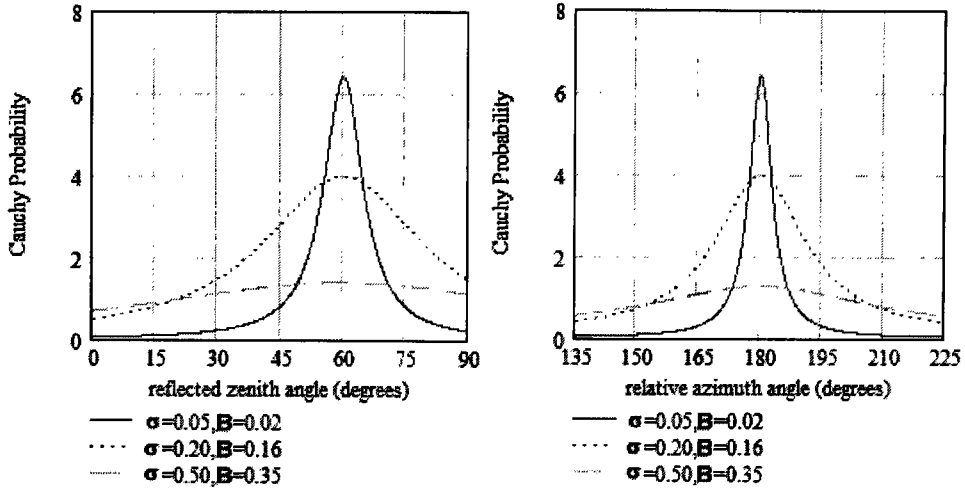 8
6
4
2
0
Cauchy Probability
0 15 30 45 60 75 90
reflected zenith angle (degrees)
σ=0.05,B=0.02
σ=0.20,B=0.16
σ=0.50,B=0.35
8
6
4
2
0
Cauchy Probability
135 150 165 180 195 210 225
relative azimuth angle (degrees)
σ=0.05,B=0.02
σ=0.20,B=0.16
σ=0.50,B=0.35